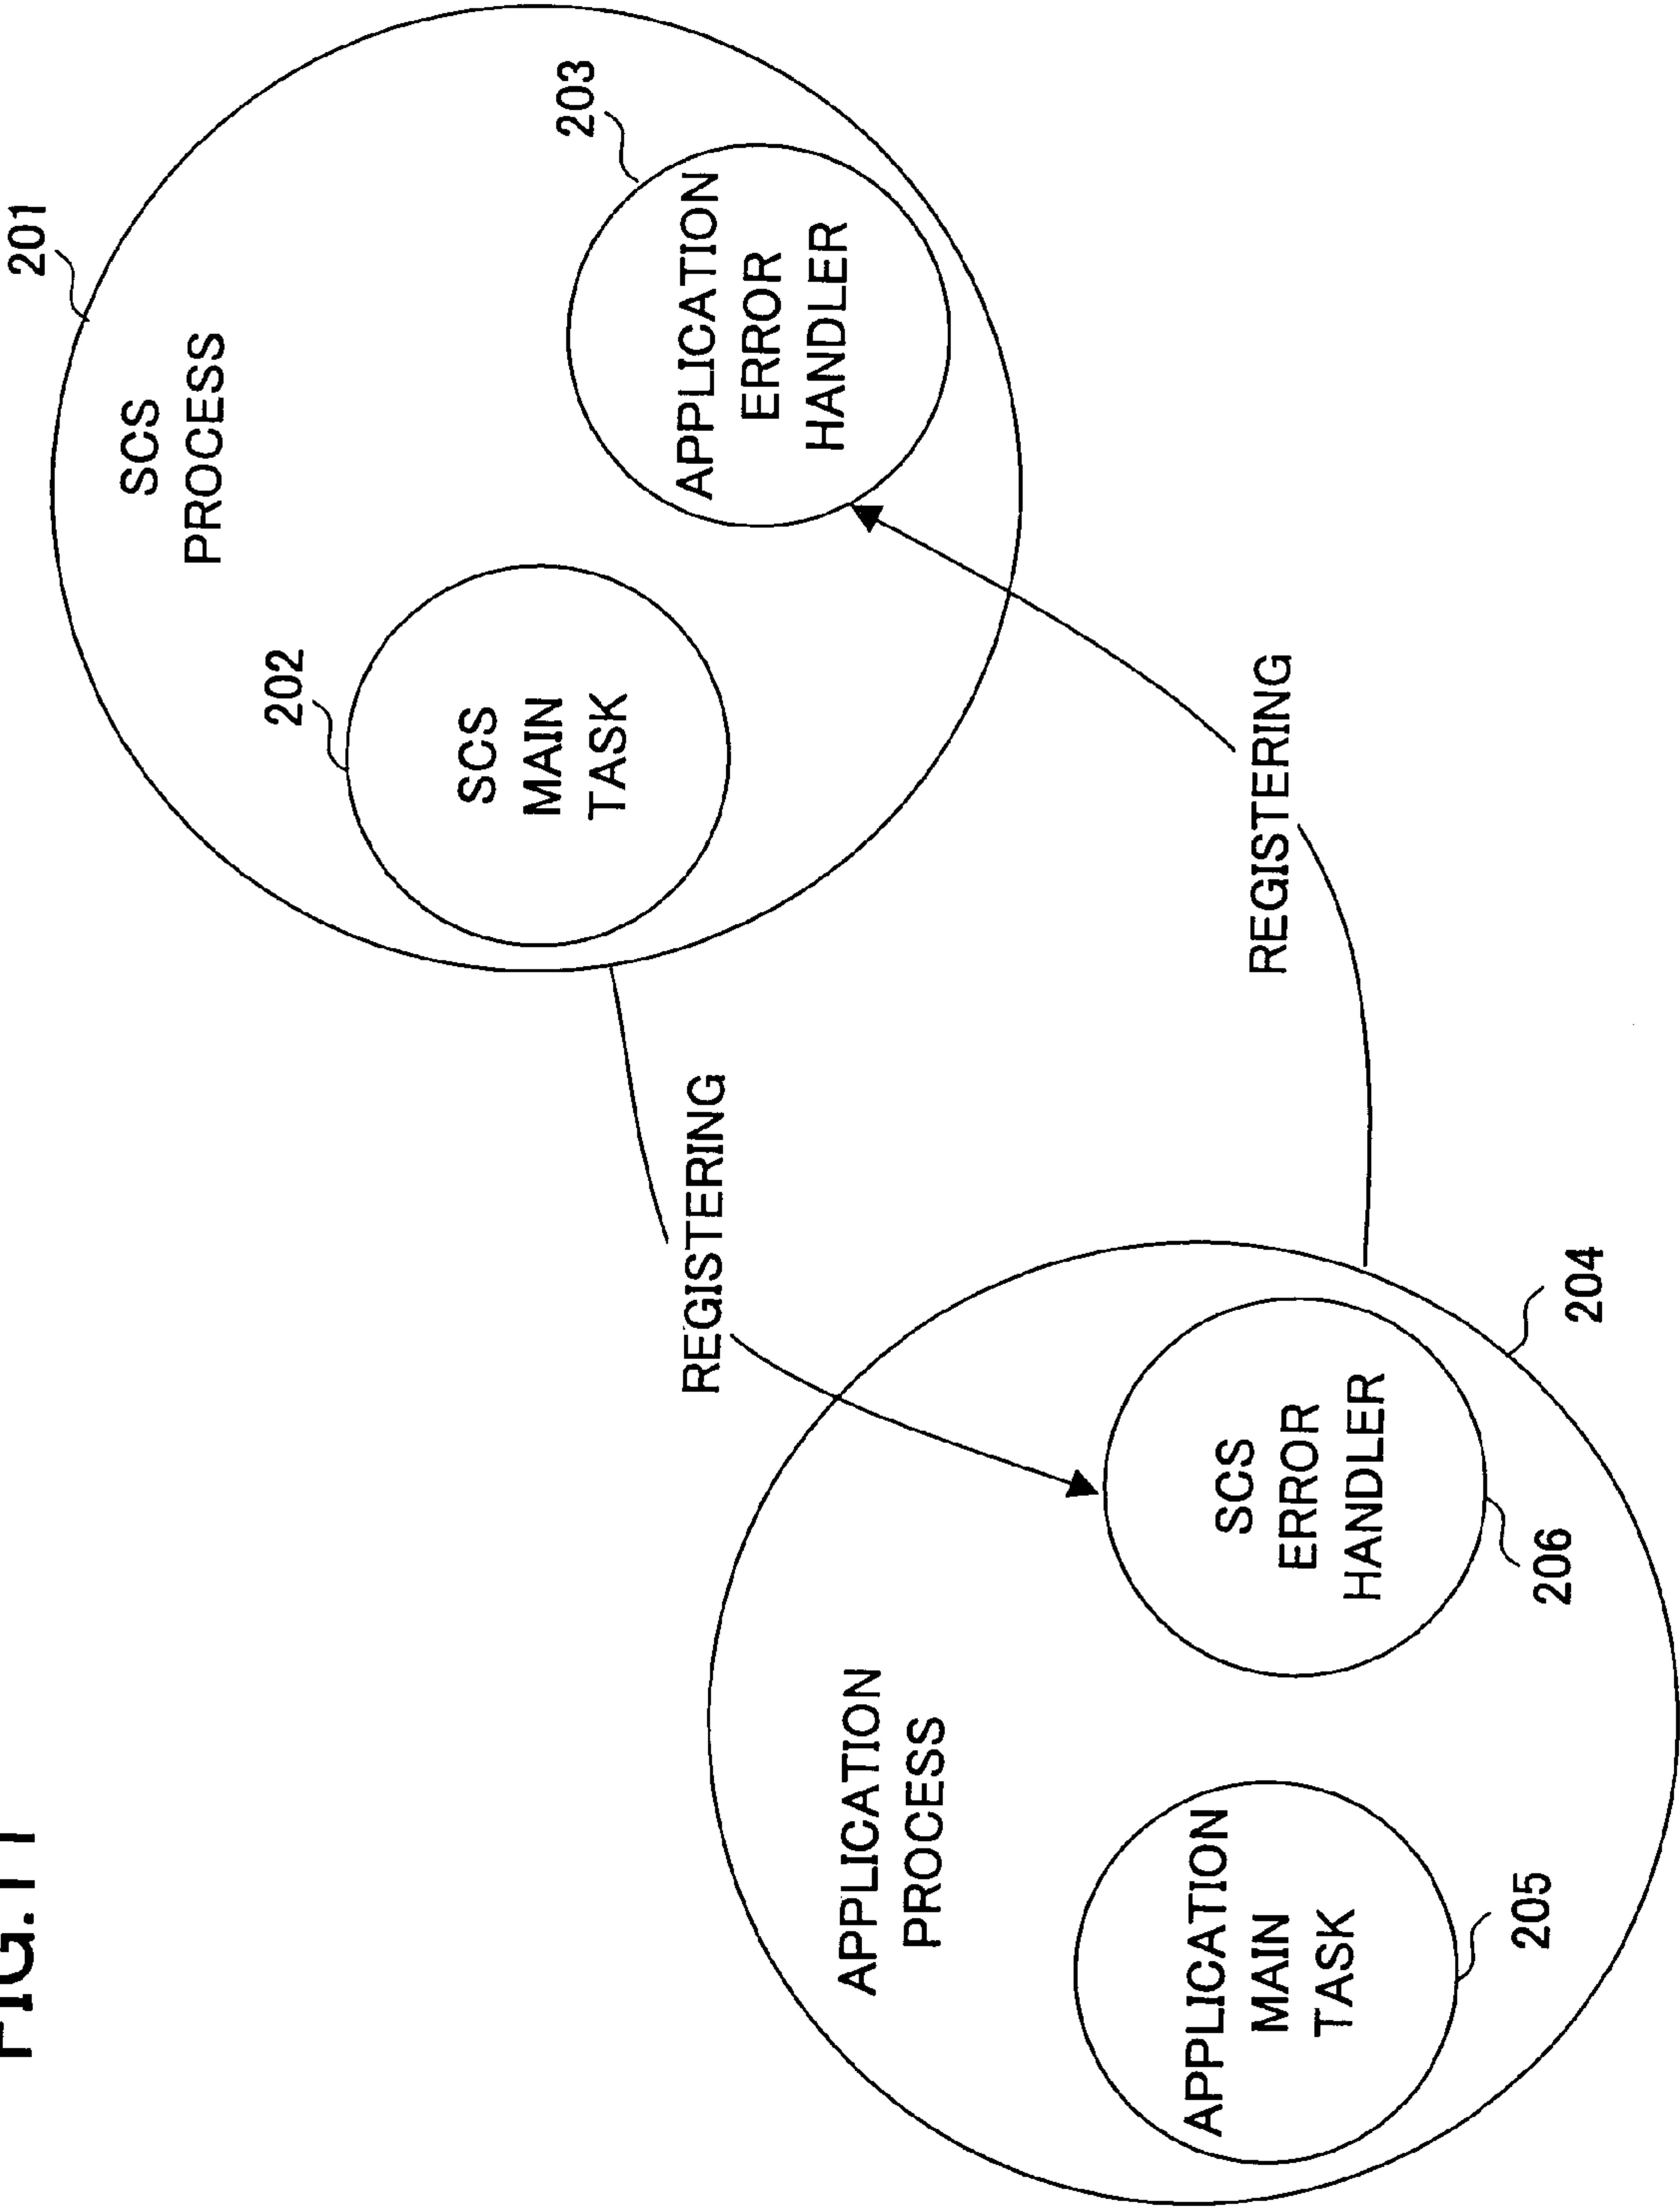 FIG. 11
201
SCS
PROCESS
202
SCS
MAIN
TASK
203
APPLICATION
ERROR
HANDLER
REGISTERING
REGISTERING
APPLICATION
PROCESS
204
APPLICATION
MAIN
TASK
205
SCS
ERROR
HANDLER
206